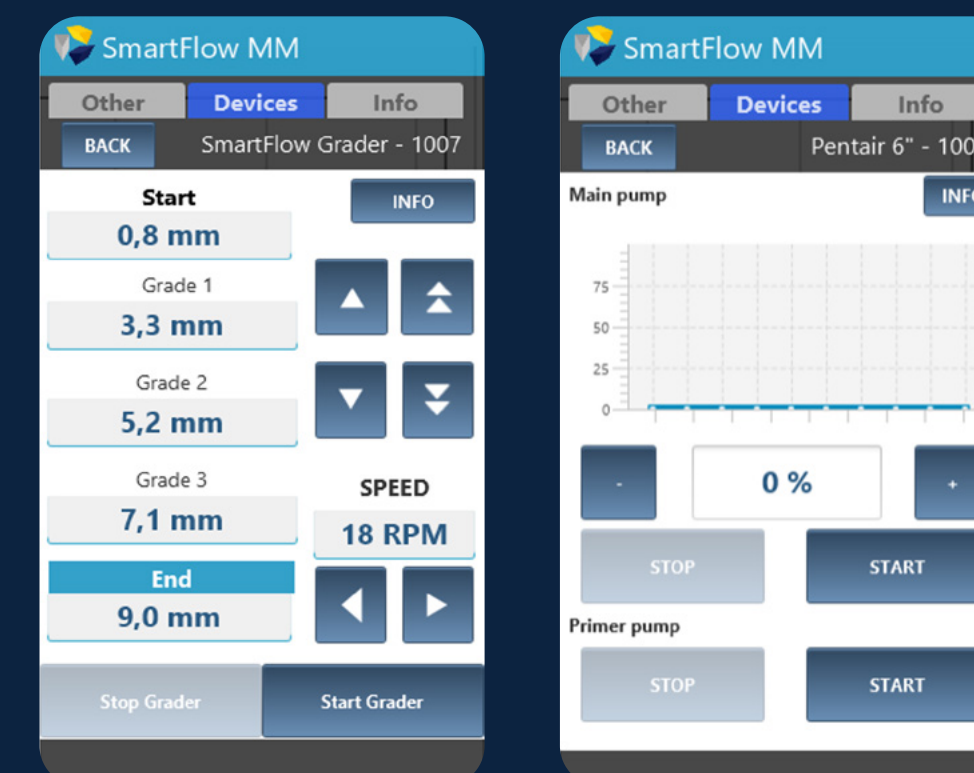 SmartFlow MM
Other Devices Info
BACK SmartFlow Grader - 1007
Start
INFO
0,8 mm
Grade 1
3,3 mm
Grade 2
5,2 mm
Grade 3
7,1 mm
SPEED
18 RPM
End
9,0 mm
Stop Grader Start Grader
SmartFlow MM
Other Devices Info
BACK Pentair 6" - 100
Main pump INFO
75
50
25
0
- 0 % +
STOP START
Primer pump
STOP START